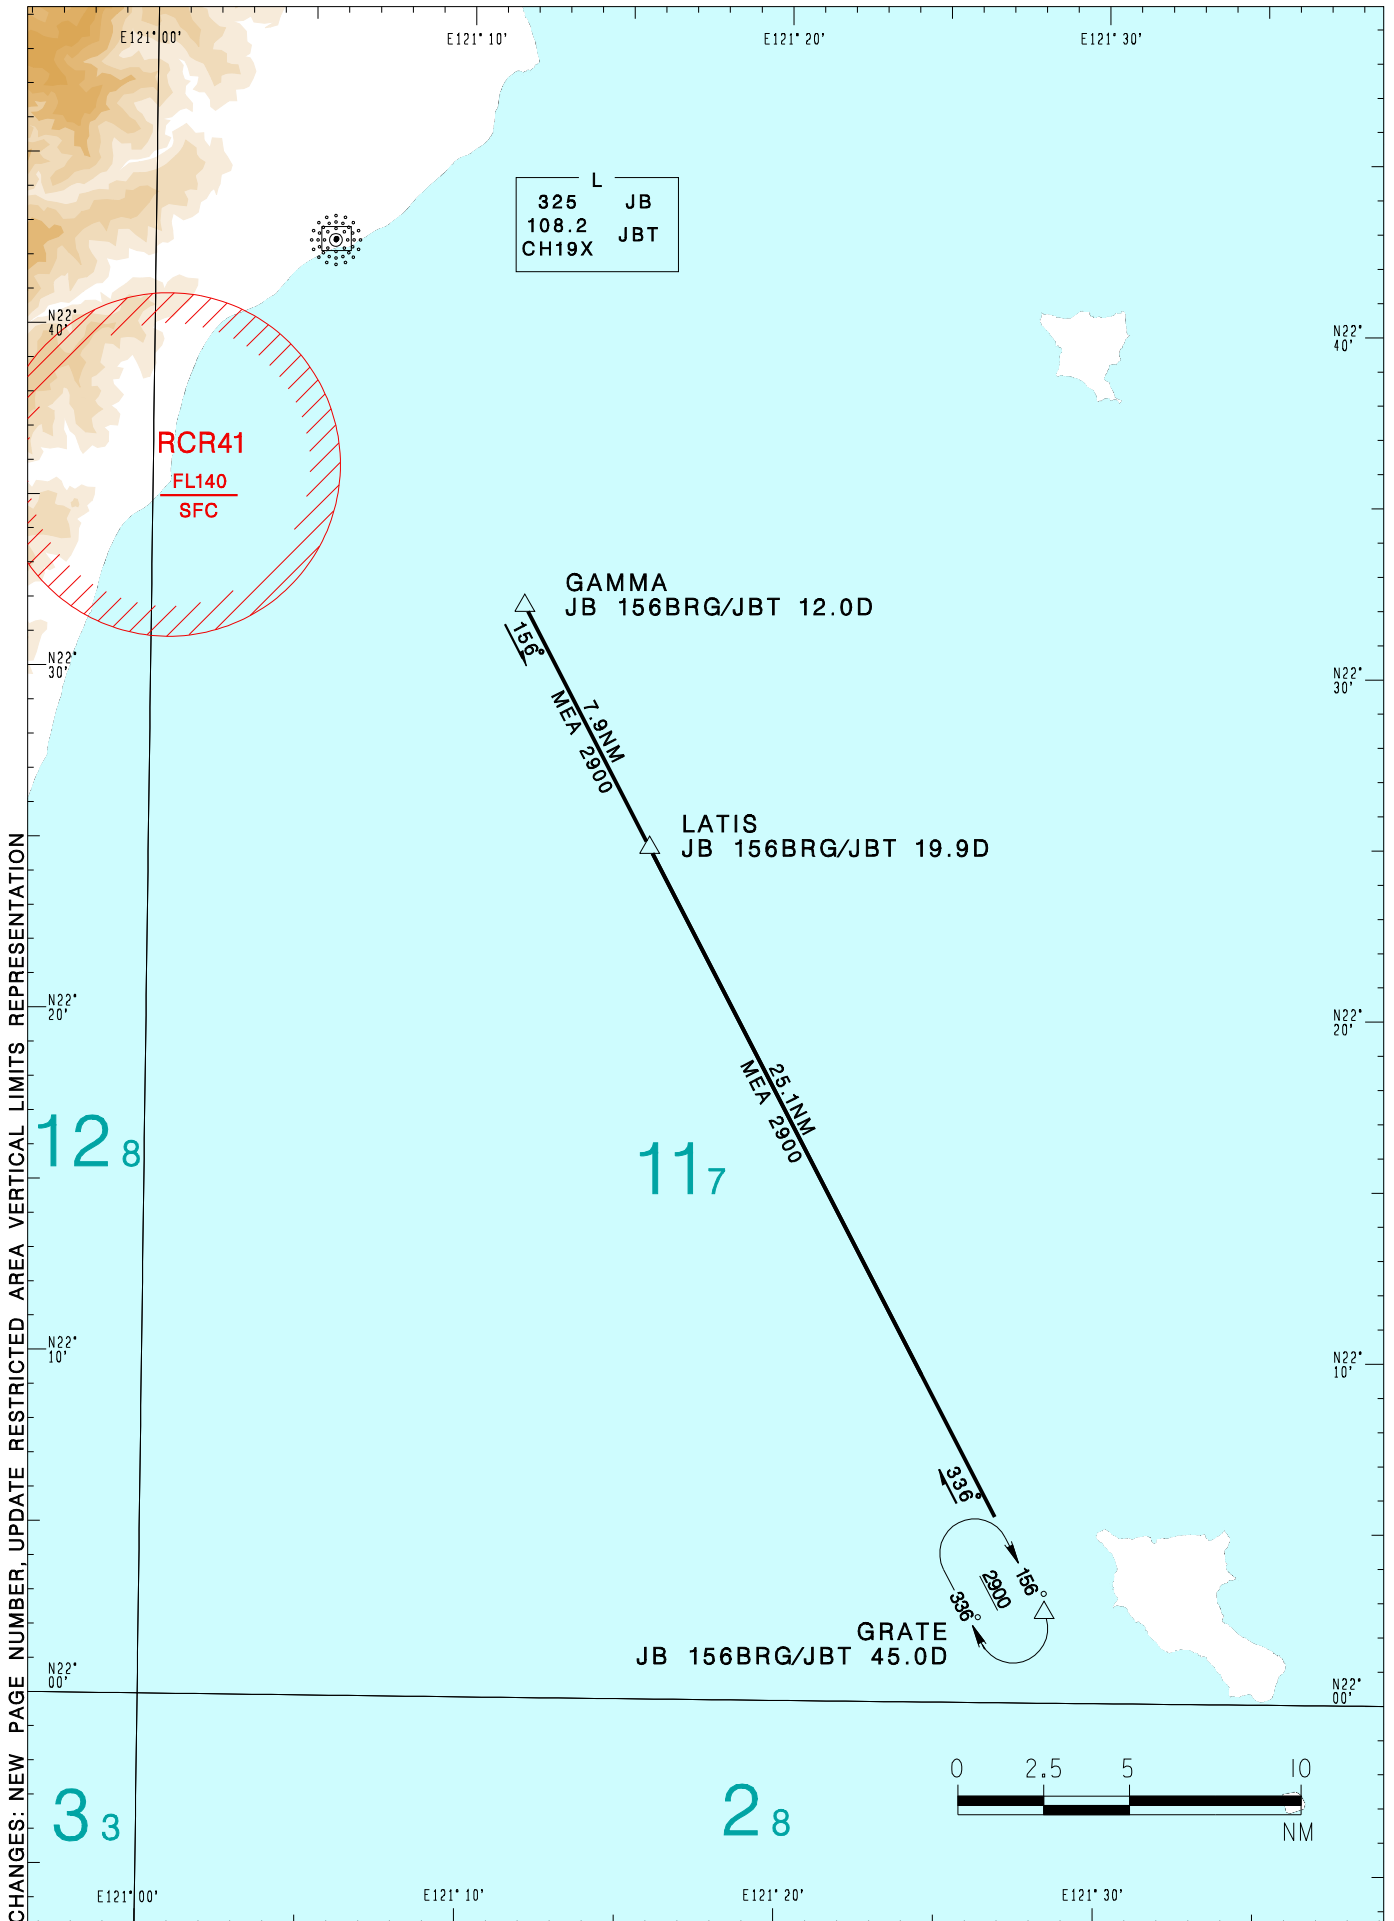 E121° 00'
E121° 10'
E121° 20'
E121° 30'
L
325 JB
108.2
JBT
CH19X
N22°
40'
N22°
40'
RCR41
FL140
SFC
GAMMA
JB 156BRG/JBT 12.0D
156°
7.9NM
MEA 2900
N22°
30'
N22°
30'
LATIS
JB 156BRG/JBT 19.9D
N22°
20'
N22°
20'
25.1NM
MEA 2900
12 8
11 7
N22°
10'
N22°
10'
336°
156°
2900
336°
GRATE
JB 156BRG/JBT 45.0D
N22°
00'
N22°
00'
0 2.5 5 10
NM
3 3
2 8
E121° 00'
E121° 10'
E121° 20'
E121° 30'
CHANGES: NEW PAGE NUMBER, UPDATE RESTRICTED AREA VERTICAL LIMITS REPRESENTATION